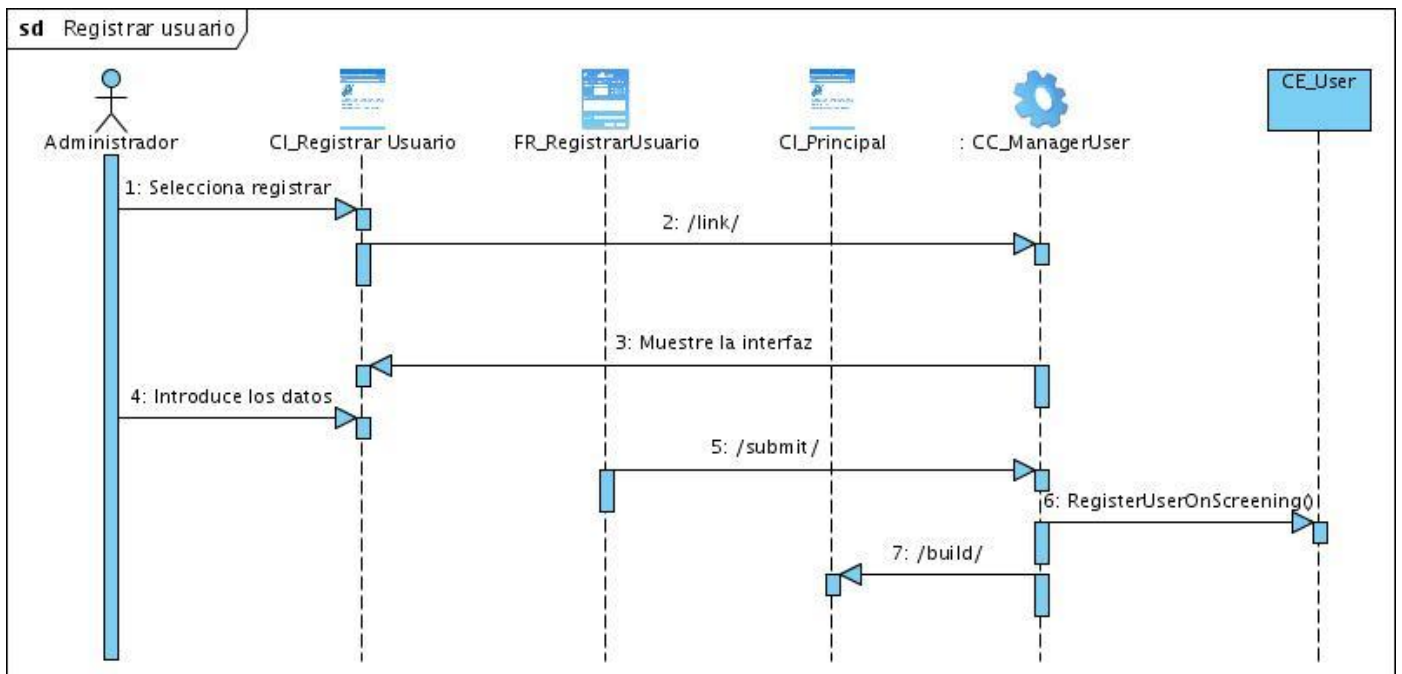 sd Registrar usuario
CE_User
Administrador
CI_Registrar Usuario
FR_RegistrarUsuario
CI_Principal
: CC_ManagerUser
1: Selecciona registrar
2: /link/
3: Muestre la interfaz
4: Introduce los datos
5: /submit/
6: RegisterUserOnScreening()
7: /build/